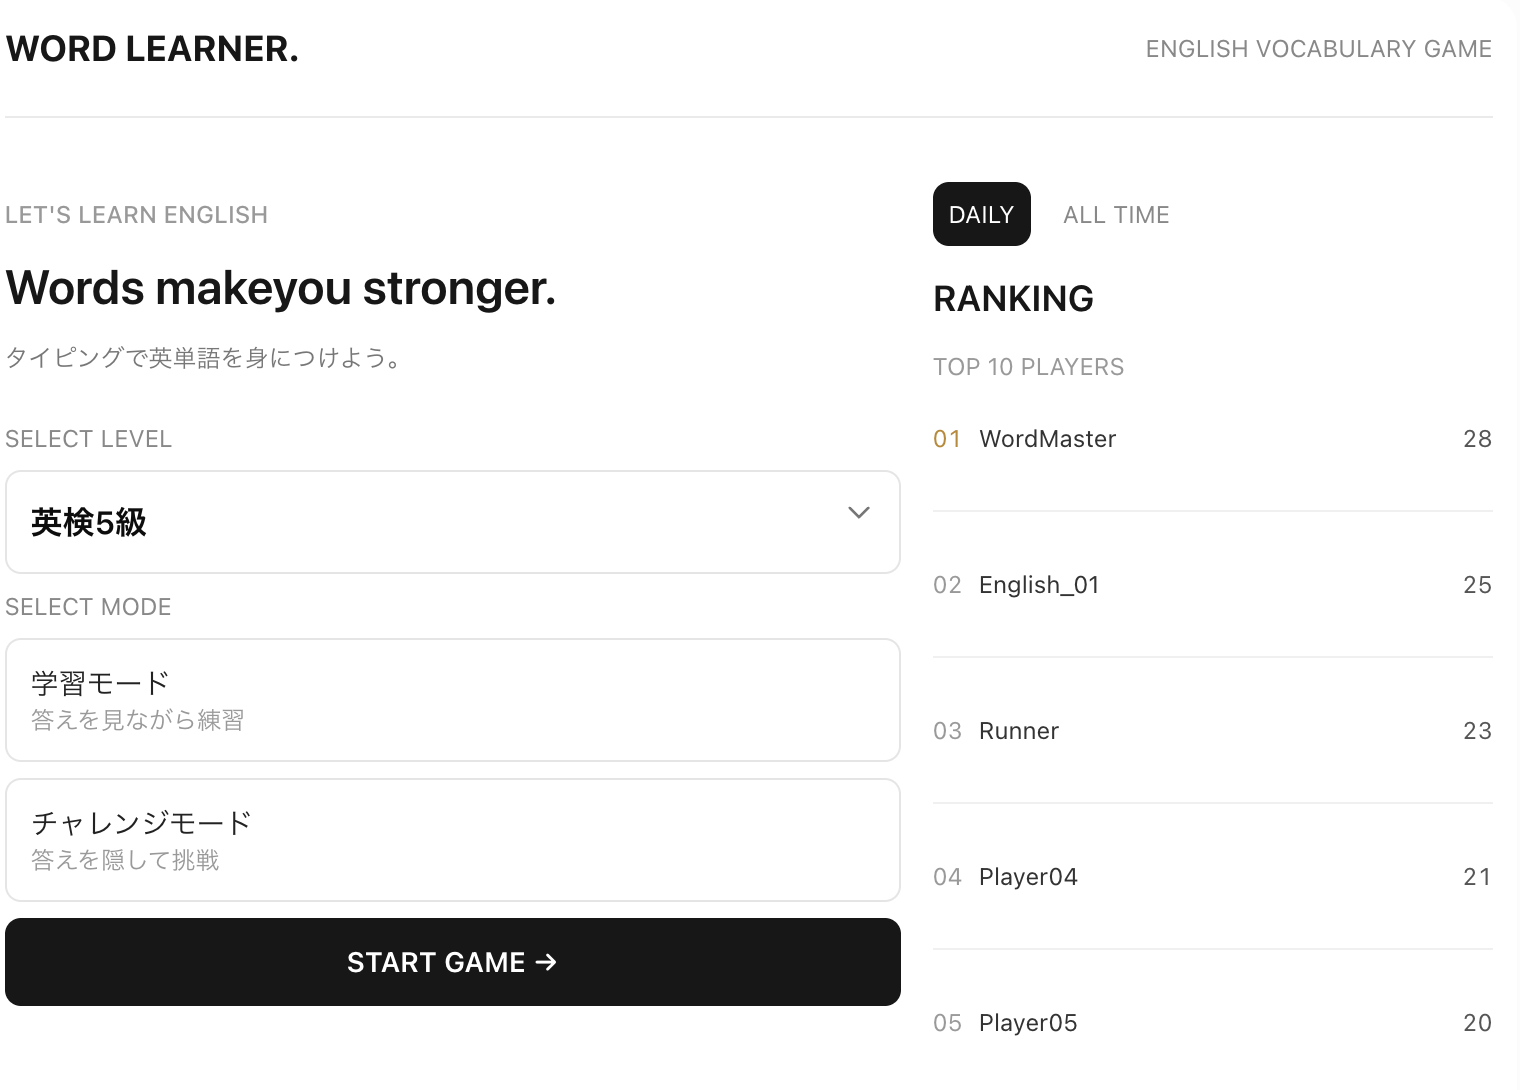 WORD LEARNER.
ENGLISH VOCABULARY GAME
LET'S LEARN ENGLISH
Words makeyou stronger.
タイピングで英単語を身につけよう。
SELECT LEVEL
英検5級
SELECT MODE
学習モード
答えを見ながら練習
チャレンジモード
答えを隠して挑戦
START GAME →
DAILY ALL TIME
RANKING
TOP 10 PLAYERS
01 WordMaster 28
02 English_01 25
03 Runner 23
04 Player04 21
05 Player05 20